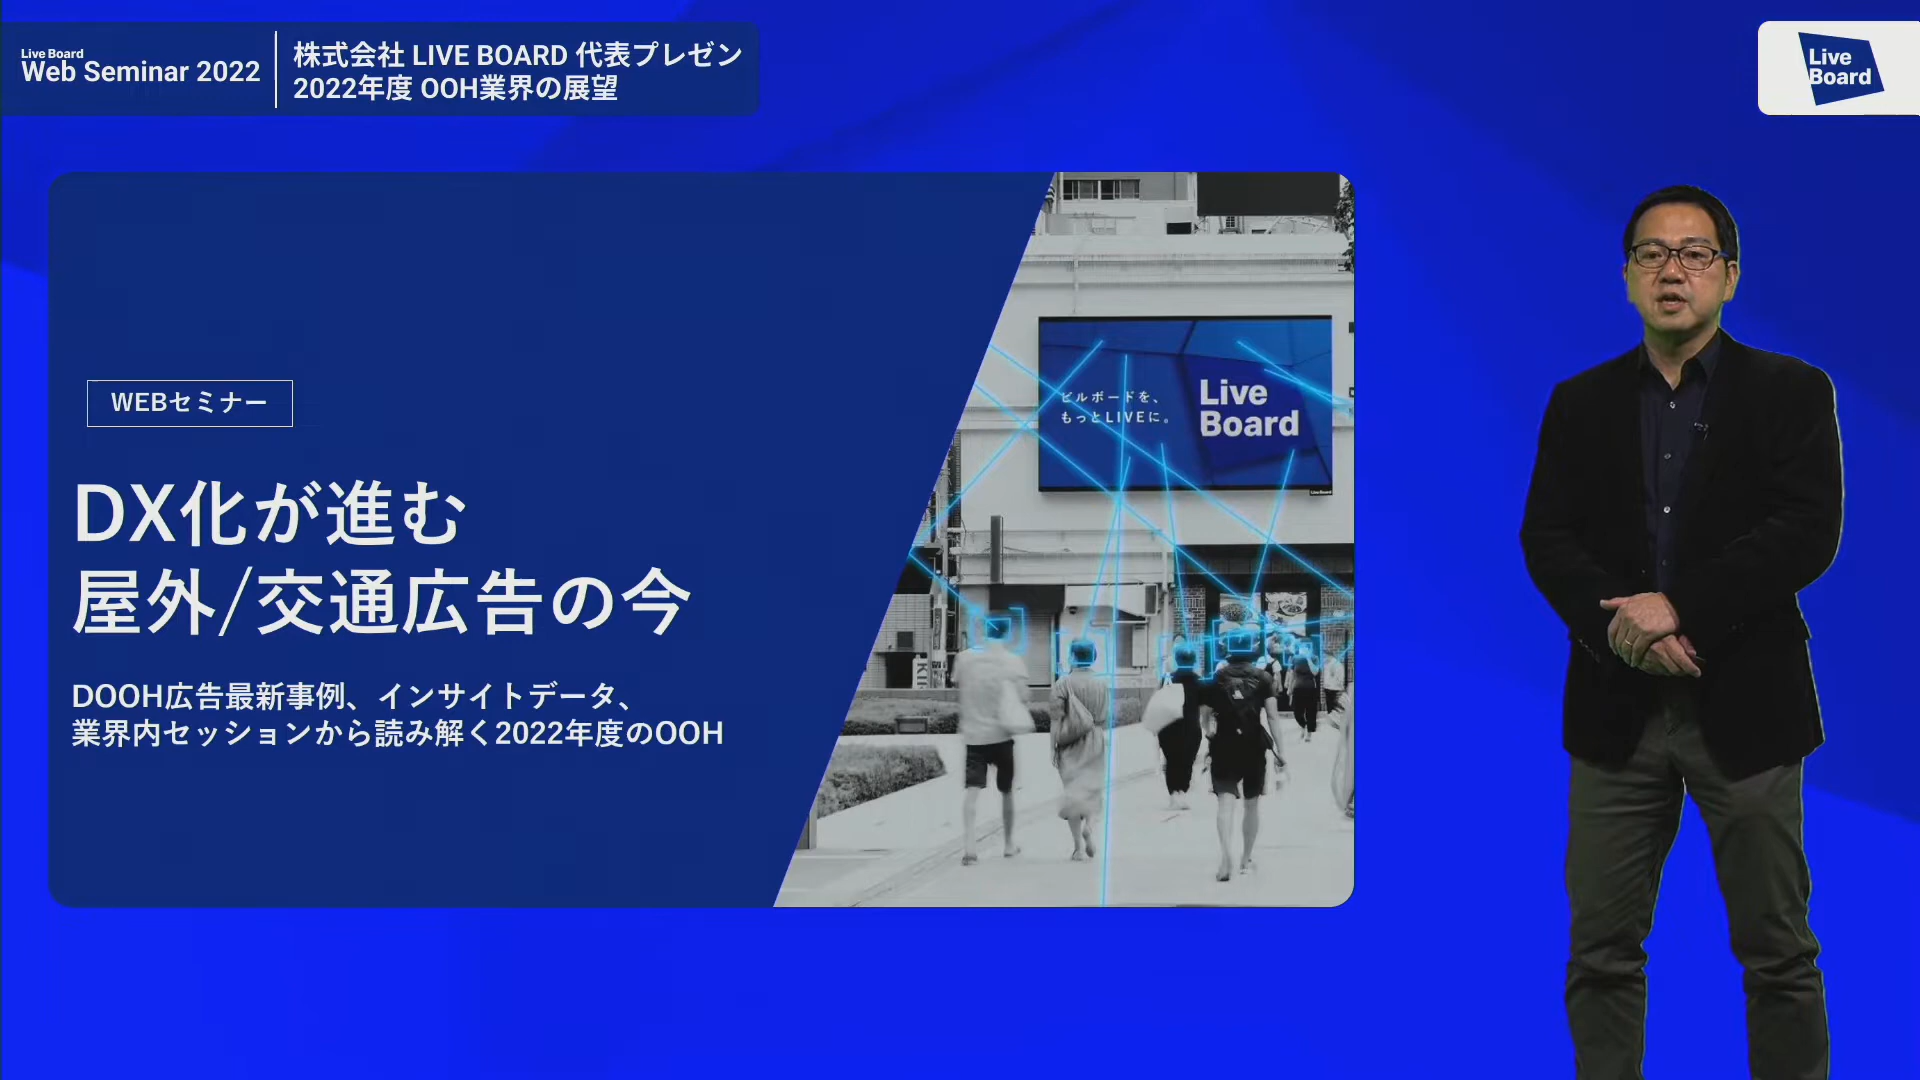 Live Board
Web Seminar 2022
株式会社 LIVE BOARD 代表プレゼン
2022年度 OOH業界の展望
Live
Board
WEBセミナー
DX化が進む
屋外/交通広告の今
DOOH広告最新事例、インサイトデータ、
業界内セッションから読み解く2022年度のOOH
ビルボードを、
もっとLIVEに。
Live
Board